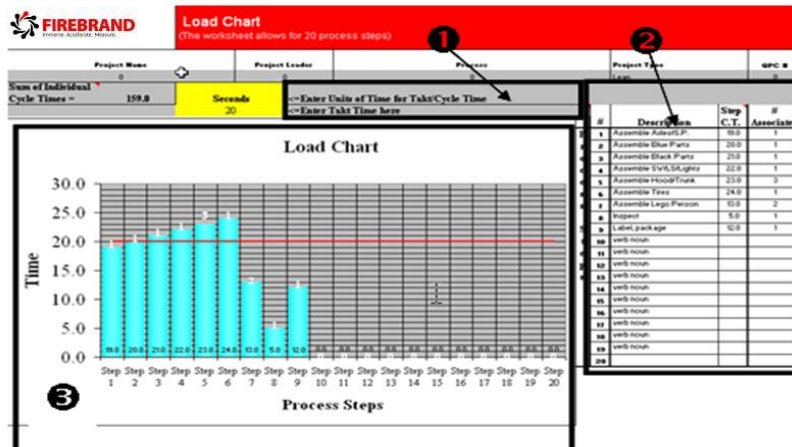 FIREBRAND
Immerse. Accelerate. Measure.
Load Chart
(The worksheet allows for 20 process steps)
1
2
Project Name Project Leader Process Project Type
0 0 0 Lean
Sum of Individual
Cycle Times = 159.0
Seconds
20
<=Enter Units of Time for Takt/Cycle Time
<=Enter Takt Time here
# Description Step C.T. # Associate
1 Assemble Axles/S.P. 19.0 1
2 Assemble Blue Parts 20.0 1
3 Assemble Black Parts 21.0 1
4 Assemble SW/LS/Lights 22.0 1
5 Assemble Hood/Trunk 23.0 3
6 Assemble Tires 24.0 1
7 Assemble Lego Person 13.0 2
8 Inspect 5.0 1
9 Label, package 12.0 1
10 verb noun
11 verb noun
12 verb noun
13 verb noun
14 verb noun
15 verb noun
16 verb noun
17 verb noun
18 verb noun
19 verb noun
20
Load Chart
Time
30.0
25.0
20.0
15.0
10.0
5.0
0.0
19.0 20.0 21.0 22.0 23.0 24.0 13.0 5.0 12.0
Step 1 Step 2 Step 3 Step 4 Step 5 Step 6 Step 7 Step 8 Step 9 Step 10 Step 11 Step 12 Step 13 Step 14 Step 15 Step 16 Step 17 Step 18 Step 19 Step 20
Process Steps
3